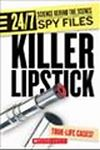 24/7
SCIENCE BEHIND THE SCENES
SPY FILES
KILLER
LIPSTICK
TRUE-LIFE CASES!
SCHOLASTIC